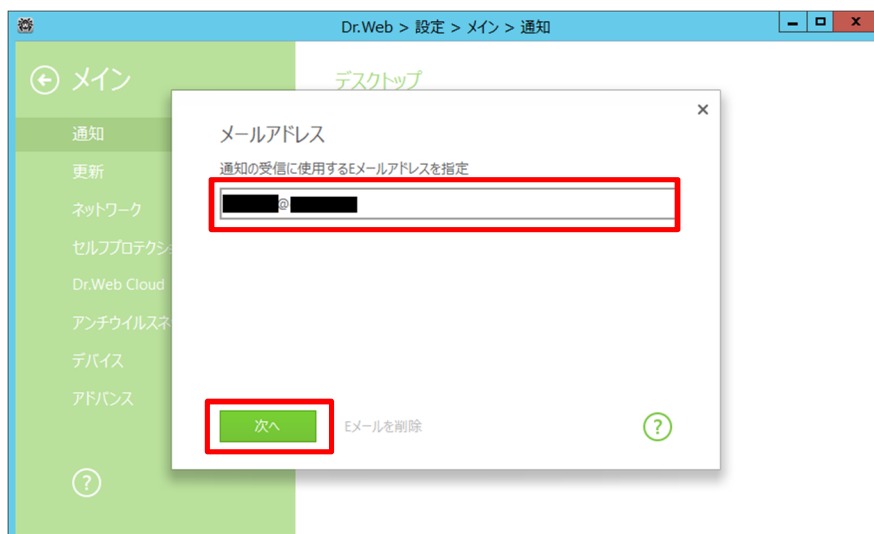 Dr.Web > 設定 > メイン > 通知
メイン
デスクトップ
通知
更新
ネットワーク
セルフプロテクショ
Dr.Web Cloud
アンチウイルスネ
デバイス
アドバンス
?
×
メールアドレス
通知の受信に使用するEメールアドレスを指定
@
次へ
Eメールを削除
?